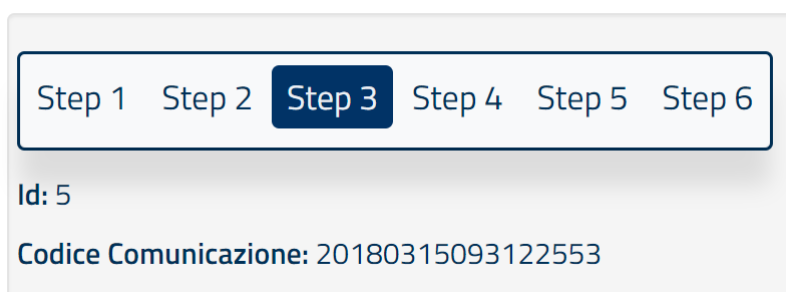 Step 1 Step 2 Step 3 Step 4 Step 5 Step 6
Id: 5
Codice Comunicazione: 20180315093122553